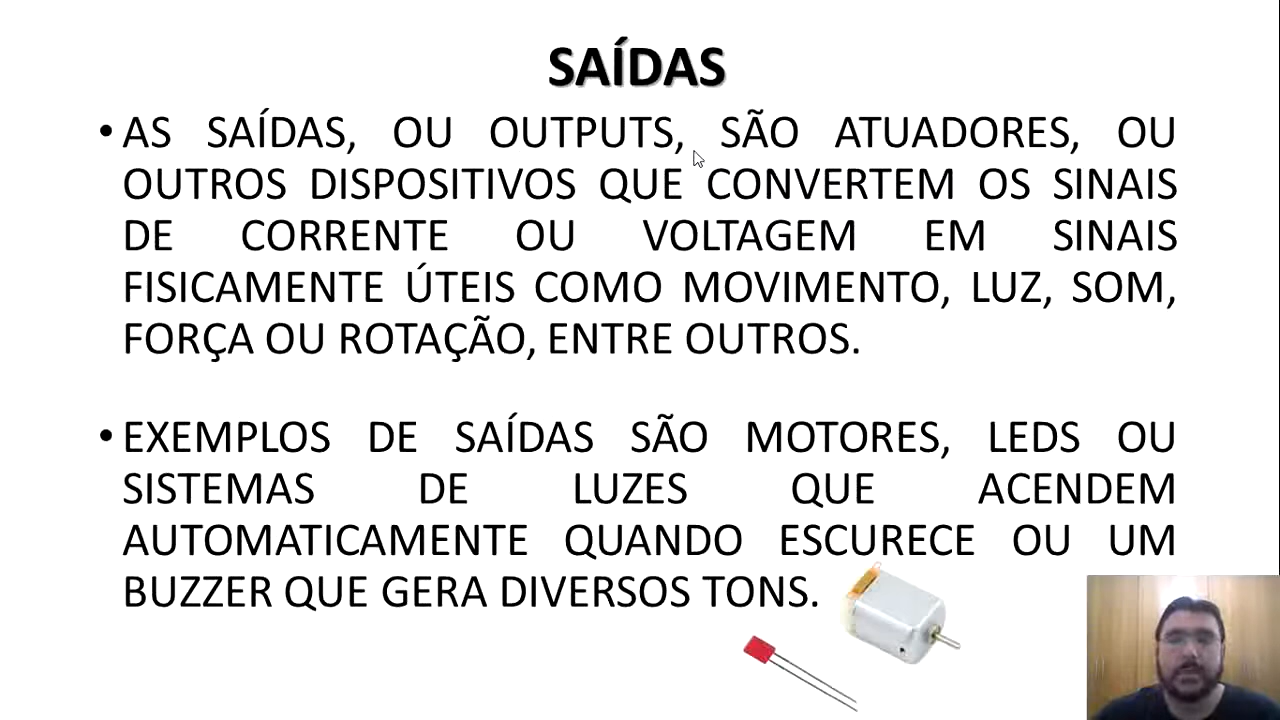 SAÍDAS
• AS SAÍDAS, OU OUTPUTS, SÃO ATUADORES, OU
OUTROS DISPOSITIVOS QUE CONVERTEM OS SINAIS
DE CORRENTE OU VOLTAGEM EM SINAIS
FISICAMENTE ÚTEIS COMO MOVIMENTO, LUZ, SOM,
FORÇA OU ROTAÇÃO, ENTRE OUTROS.
• EXEMPLOS DE SAÍDAS SÃO MOTORES, LEDS OU
SISTEMAS DE LUZES QUE ACENDEM
AUTOMATICAMENTE QUANDO ESCURECE OU UM
BUZZER QUE GERA DIVERSOS TONS.